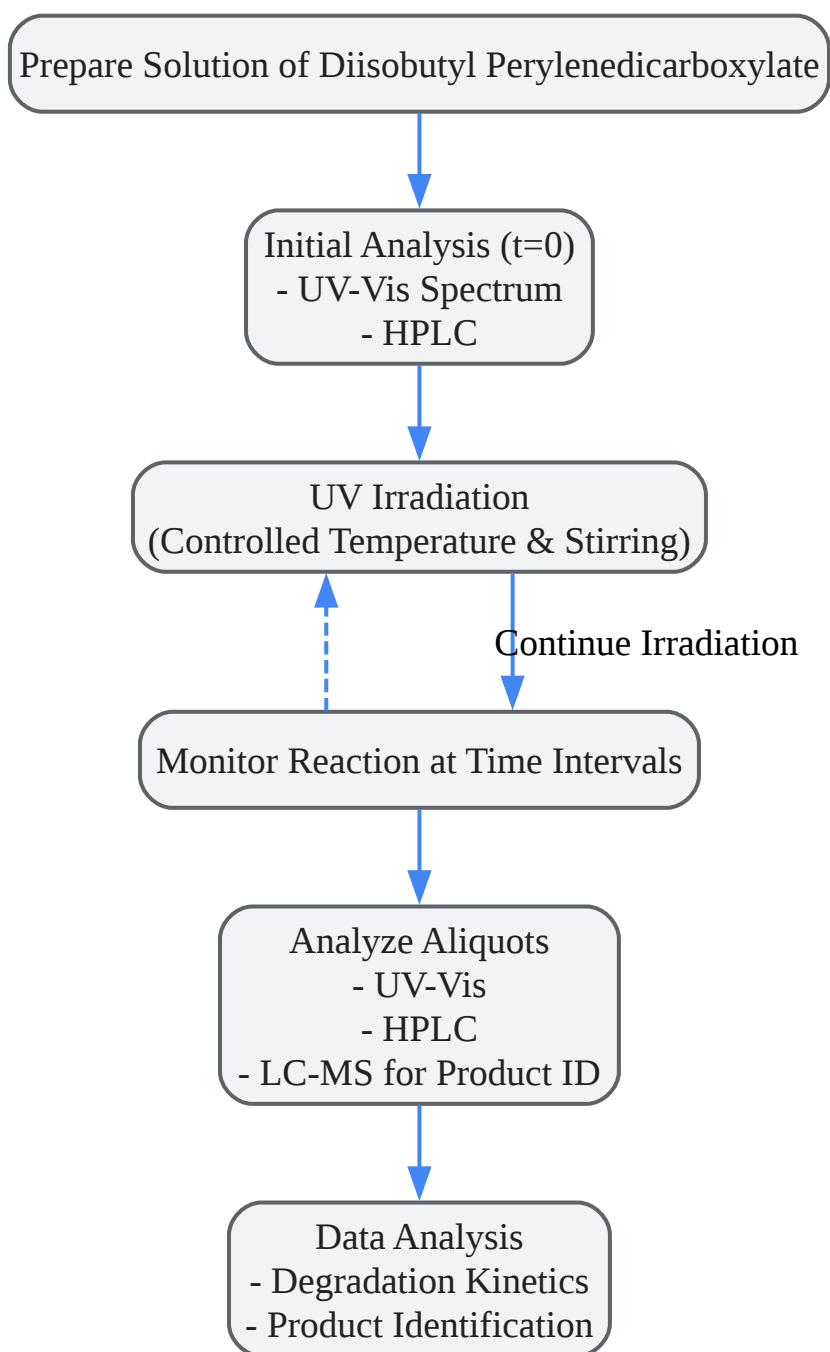 Prepare Solution of Diisobutyl Perylenedicarboxylate
Initial Analysis (t=0)
- UV-Vis Spectrum
- HPLC
UV Irradiation
(Controlled Temperature & Stirring)
Continue Irradiation
Monitor Reaction at Time Intervals
Analyze Aliquots
- UV-Vis
- HPLC
- LC-MS for Product ID
Data Analysis
- Degradation Kinetics
- Product Identification